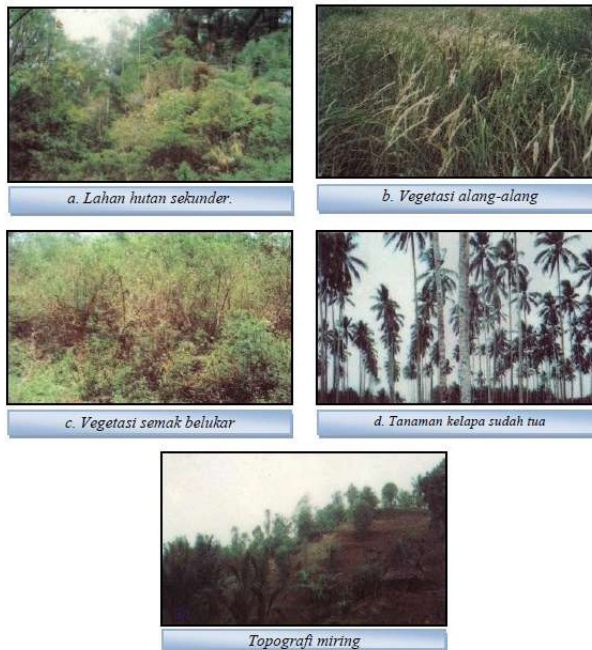 a. Lahan hutan sekunder.
b. Vegetasi alang-alang
c. Vegetasi semak belukar
d. Tanaman kelapa sudah tua
Topografi miring